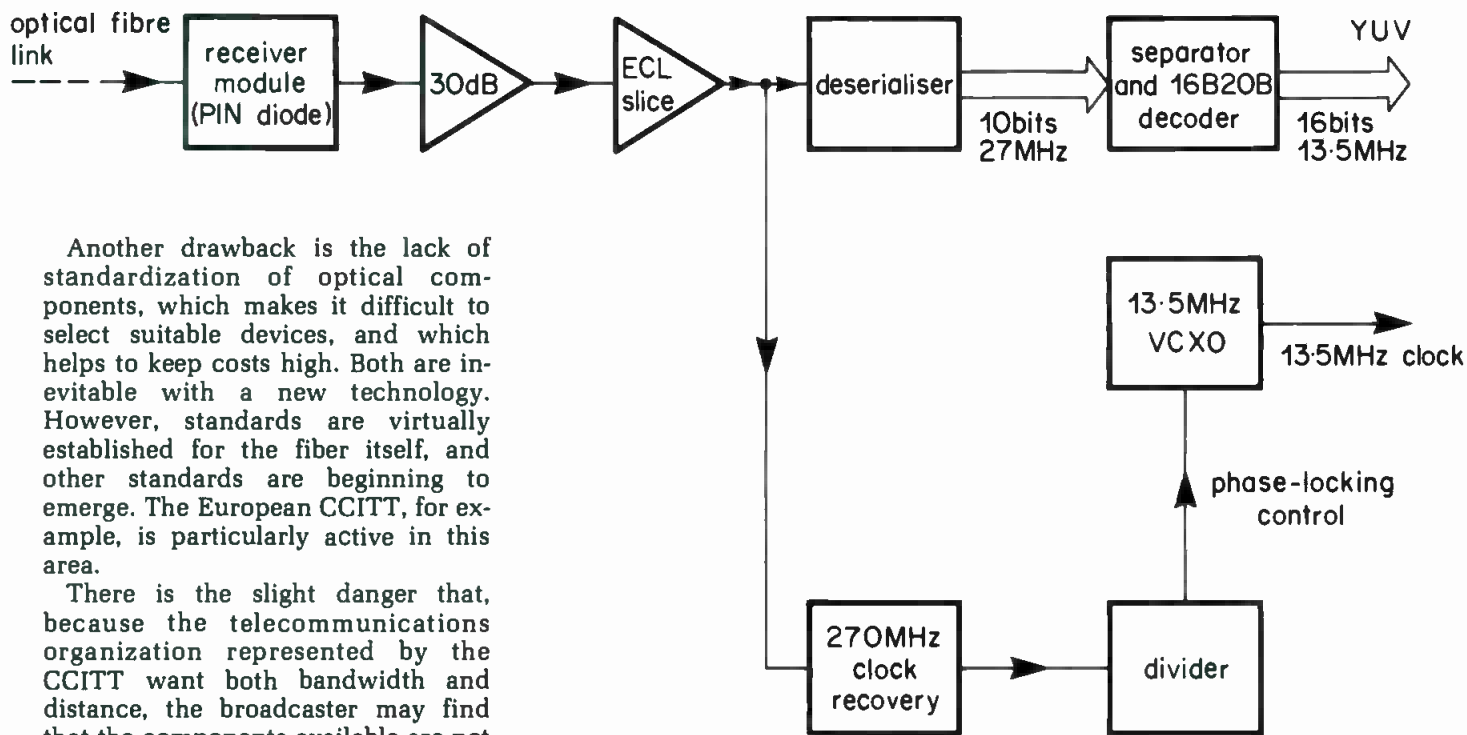 optical fibre
link
receiver
module
(PIN diode)
30dB
ECL
slice
deserialiser
10bits
27MHz
separator
and 16B20B
decoder
YUV
16bits
13·5MHz
Another drawback is the lack of
standardization of optical com-
ponents, which makes it difficult to
select suitable devices, and which
helps to keep costs high. Both are in-
evitable with a new technology.
However, standards are virtually
established for the fiber itself, and
other standards are beginning to
emerge. The European CCITT, for ex-
ample, is particularly active in this
area.
There is the slight danger that,
because the telecommunications
organization represented by the
CCITT want both bandwidth and
distance, the broadcaster may find
that the components available are not
13·5MHz
VCXO
13·5MHz clock
phase-locking
control
270MHz
clock
recovery
divider